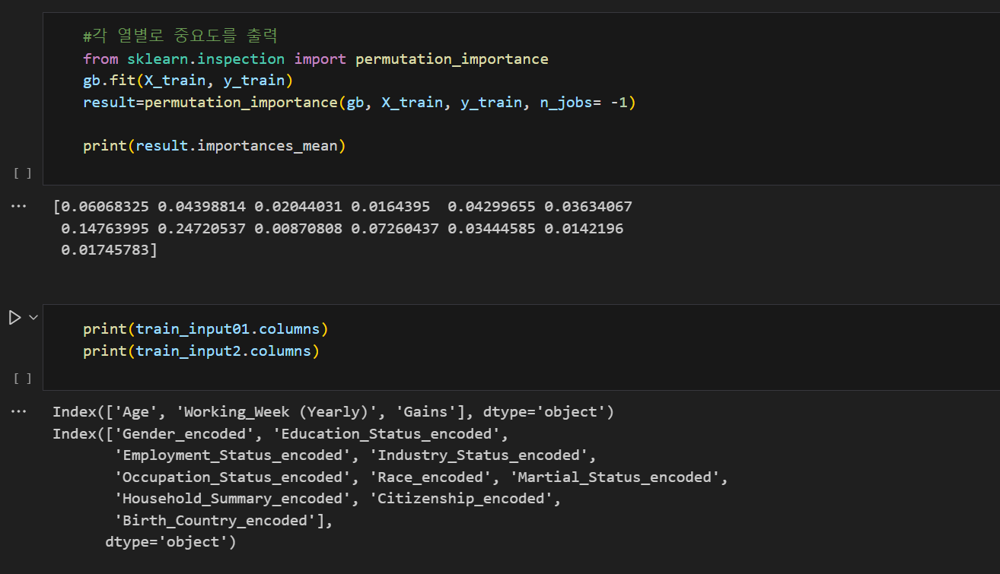 #각 열별로 중요도를 출력
from sklearn.inspection import permutation_importance
gb.fit(X_train, y_train)
result=permutation_importance(gb, X_train, y_train, n_jobs= -1)
print(result.importances_mean)
[ ]
...
[0.06068325 0.04398814 0.02044031 0.0164395  0.04299655 0.03634067
 0.14763995 0.24720537 0.00870808 0.07260437 0.03444585 0.0142196
 0.01745783]
print(train_input01.columns)
print(train_input2.columns)
[ ]
...
Index(['Age', 'Working_Week (Yearly)', 'Gains'], dtype='object')
Index(['Gender_encoded', 'Education_Status_encoded',
       'Employment_Status_encoded', 'Industry_Status_encoded',
       'Occupation_Status_encoded', 'Race_encoded', 'Martial_Status_encoded',
       'Household_Summary_encoded', 'Citizenship_encoded',
       'Birth_Country_encoded'],
      dtype='object')